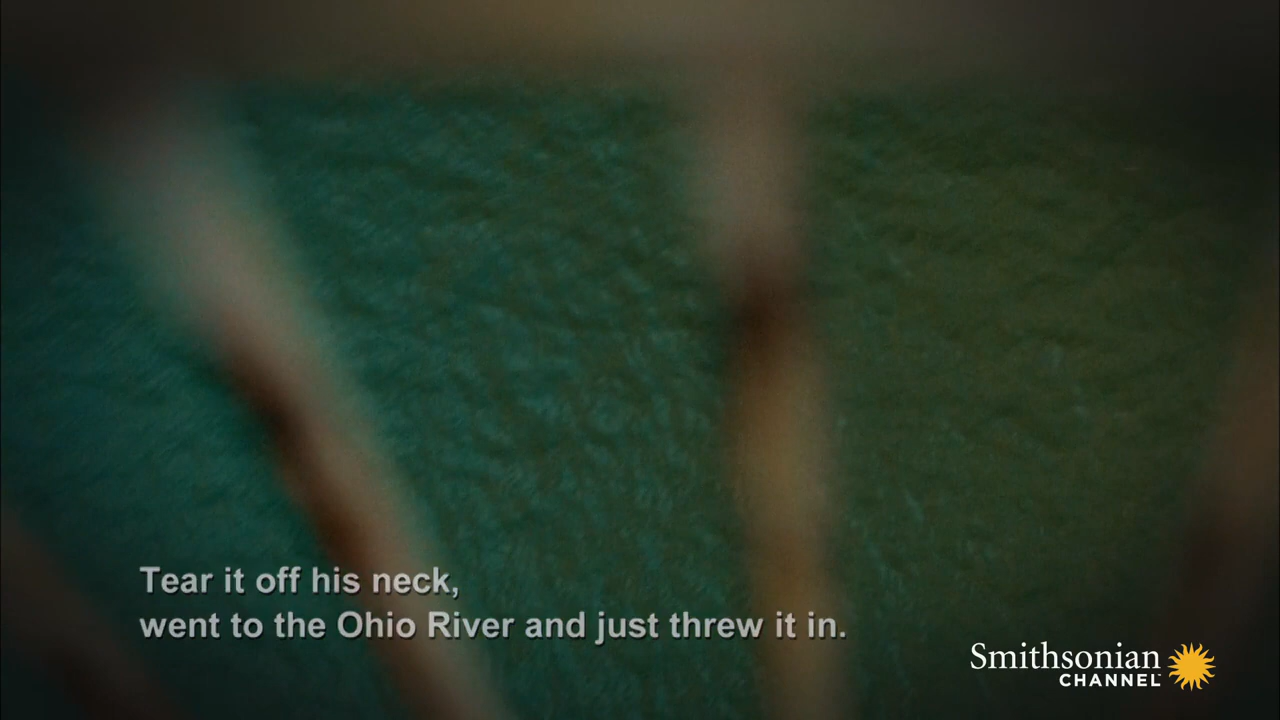 Tear it off his neck,
went to the Ohio River and just threw it in.
Smithsonian
CHANNEL